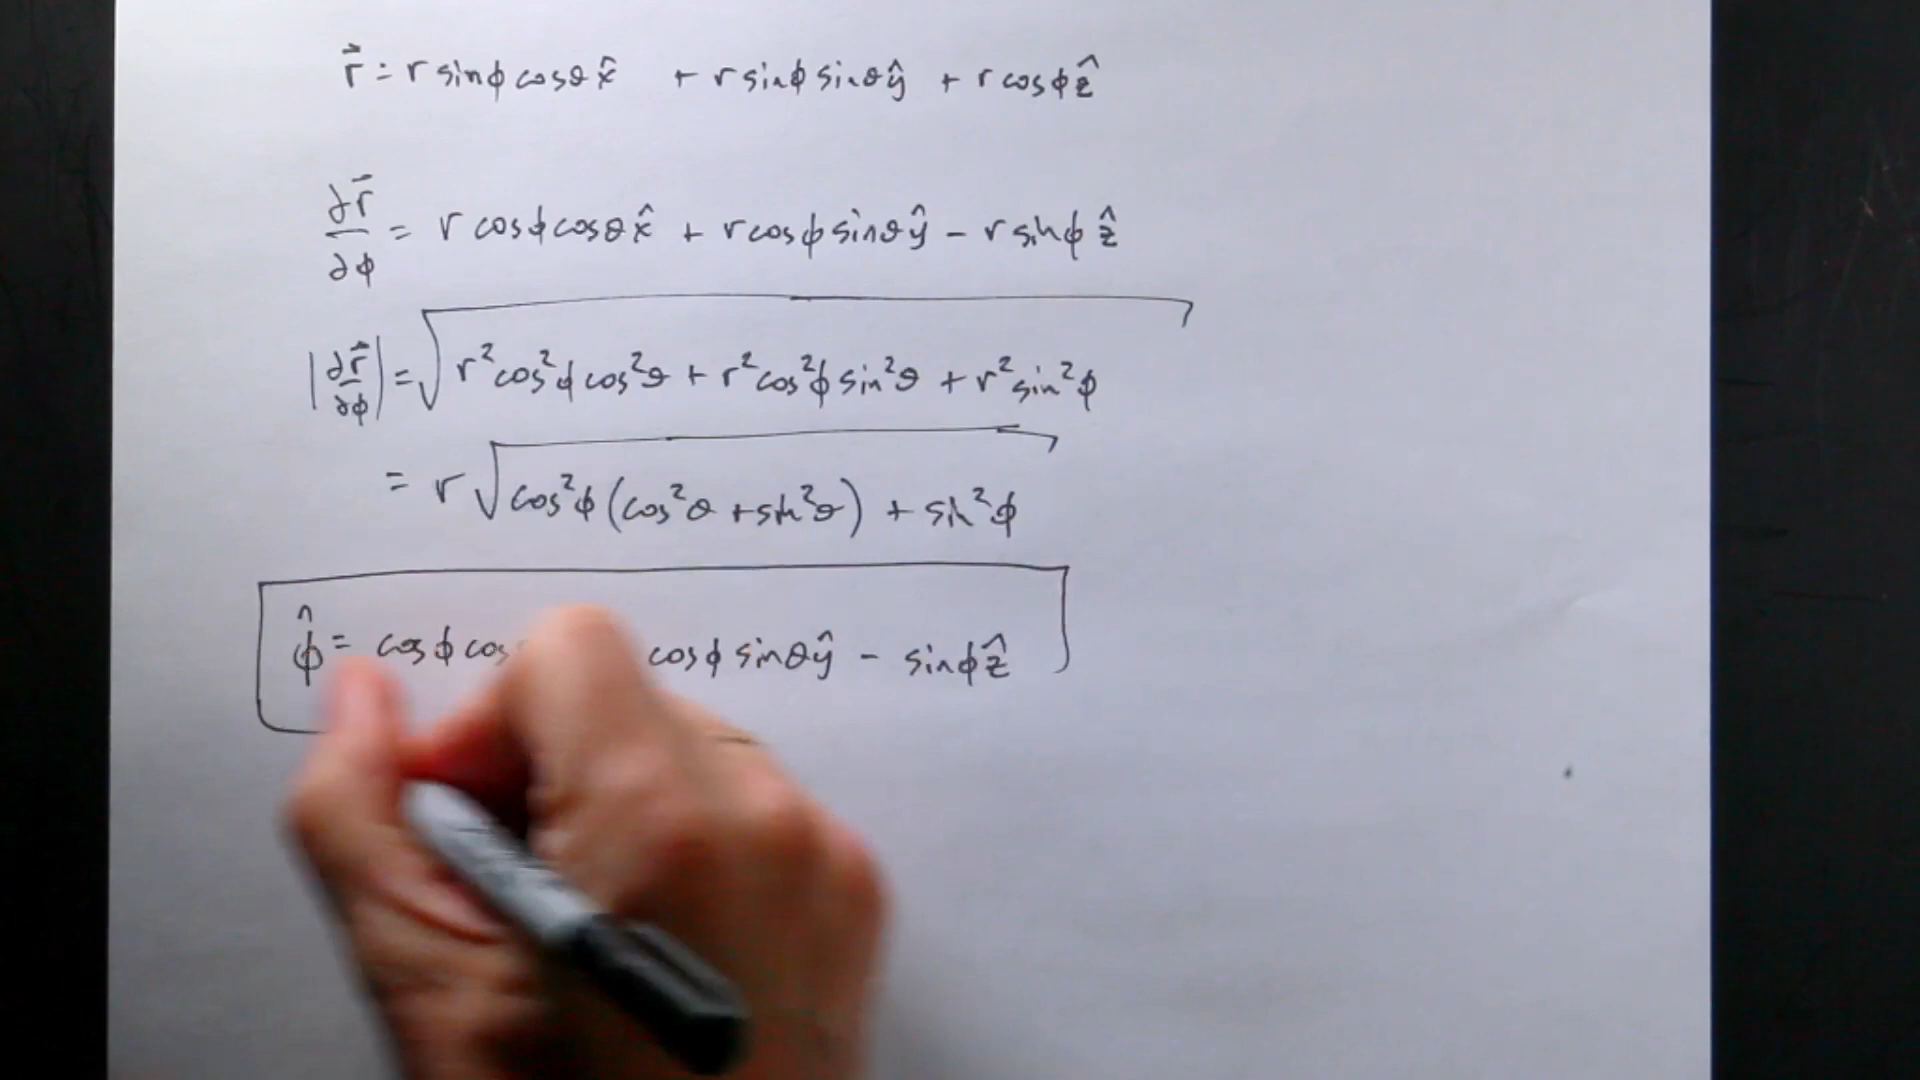 r⃗ = r sinϕ cosθ x̂ + r sinϕ sinθ ŷ + r cosϕ ẑ
∂r⃗/∂ϕ = r cosϕ cosθ x̂ + r cosϕ sinθ ŷ − r sinϕ ẑ
|∂r⃗/∂ϕ| = √(r² cos²ϕ cos²θ + r² cos²ϕ sin²θ + r² sin²ϕ)
= r √(cos²ϕ (cos²θ + sin²θ) + sin²ϕ)
ϕ̂ = cosϕ cos cosϕ sinθ ŷ − sinϕ ẑ